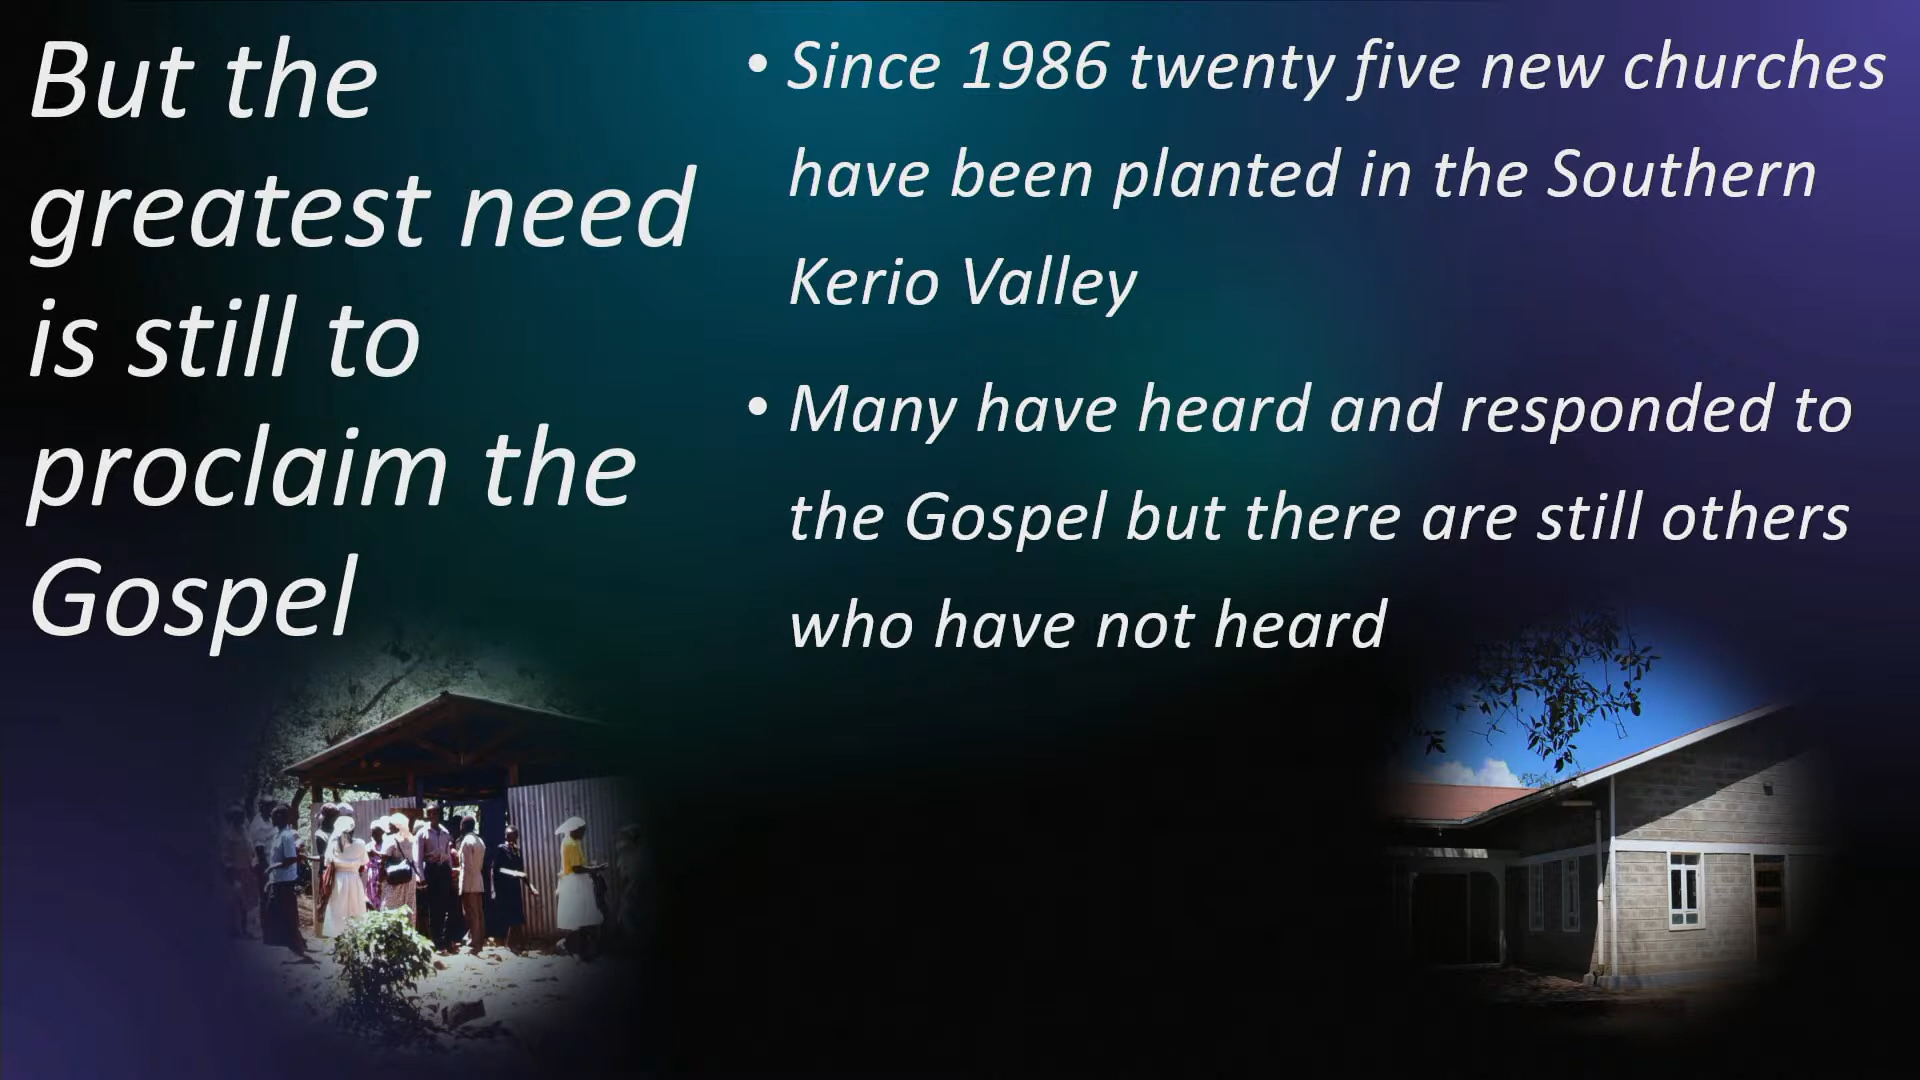 But the
greatest need
is still to
proclaim the
Gospel
• Since 1986 twenty five new churches
have been planted in the Southern
Kerio Valley
• Many have heard and responded to
the Gospel but there are still others
who have not heard